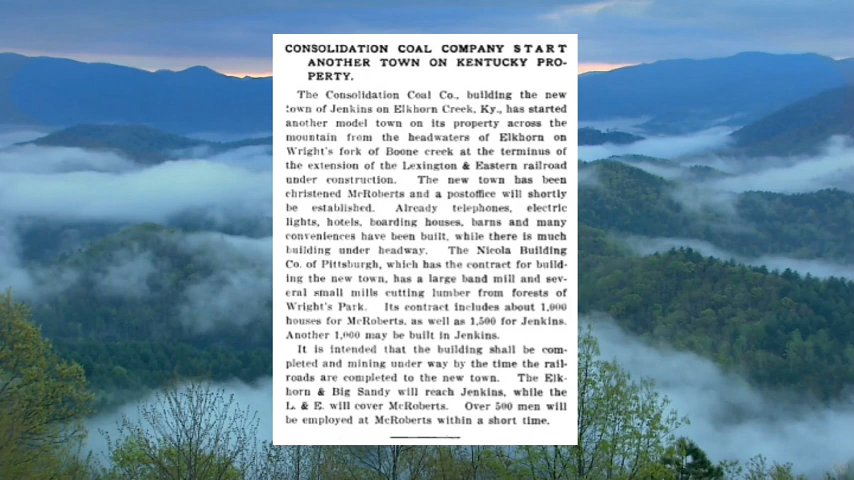 CONSOLIDATION COAL COMPANY START
ANOTHER TOWN ON KENTUCKY PRO-
PERTY.
The Consolidation Coal Co., building the new
town of Jenkins on Elkhorn Creek, Ky., has started
another model town on its property across the
mountain from the headwaters of Elkhorn on
Wright's fork of Boone creek at the terminus of
the extension of the Lexington & Eastern railroad
under construction. The new town has been
christened McRoberts and a postoffice will shortly
be established. Already telephones, electric
lights, hotels, boarding houses, barns and many
conveniences have been built, while there is much
building under headway. The Nicola Building
Co. of Pittsburgh, which has the contract for build-
ing the new town, has a large band mill and sev-
eral small mills cutting lumber from forests of
Wright's Park. Its contract includes about 1,000
houses for McRoberts, as well as 1,500 for Jenkins.
Another 1,000 may be built in Jenkins.
It is intended that the building shall be com-
pleted and mining under way by the time the rail-
roads are completed to the new town. The Elk-
horn & Big Sandy will reach Jenkins, while the
L. & E. will cover McRoberts. Over 500 men will
be employed at McRoberts within a short time.